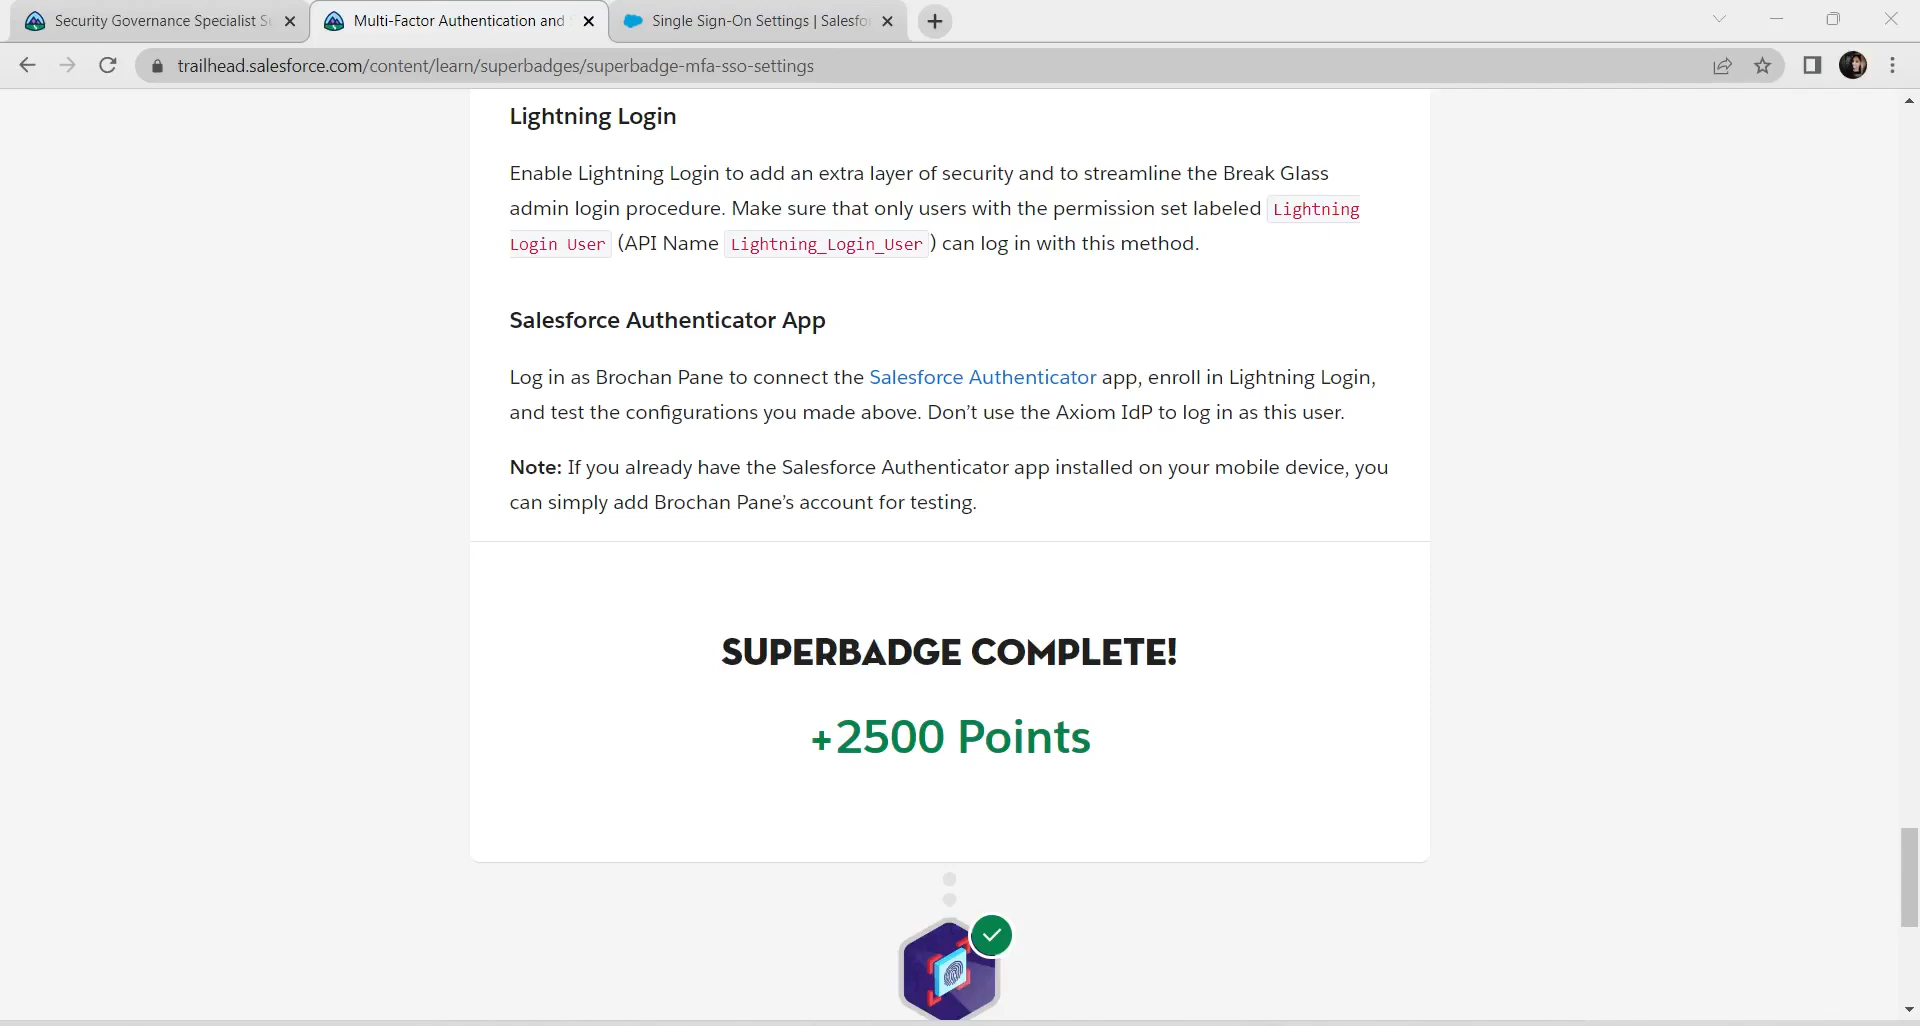 Security Governance Specialist Su
Multi-Factor Authentication and
Single Sign-On Settings | Salesfo
trailhead.salesforce.com/content/learn/superbadges/superbadge-mfa-sso-settings
Lightning Login
Enable Lightning Login to add an extra layer of security and to streamline the Break Glass
admin login procedure. Make sure that only users with the permission set labeled Lightning
Login User (API Name Lightning_Login_User) can log in with this method.
Salesforce Authenticator App
Log in as Brochan Pane to connect the Salesforce Authenticator app, enroll in Lightning Login,
and test the configurations you made above. Don’t use the Axiom IdP to log in as this user.
Note: If you already have the Salesforce Authenticator app installed on your mobile device, you
can simply add Brochan Pane’s account for testing.
SUPERBADGE COMPLETE!
+2500 Points